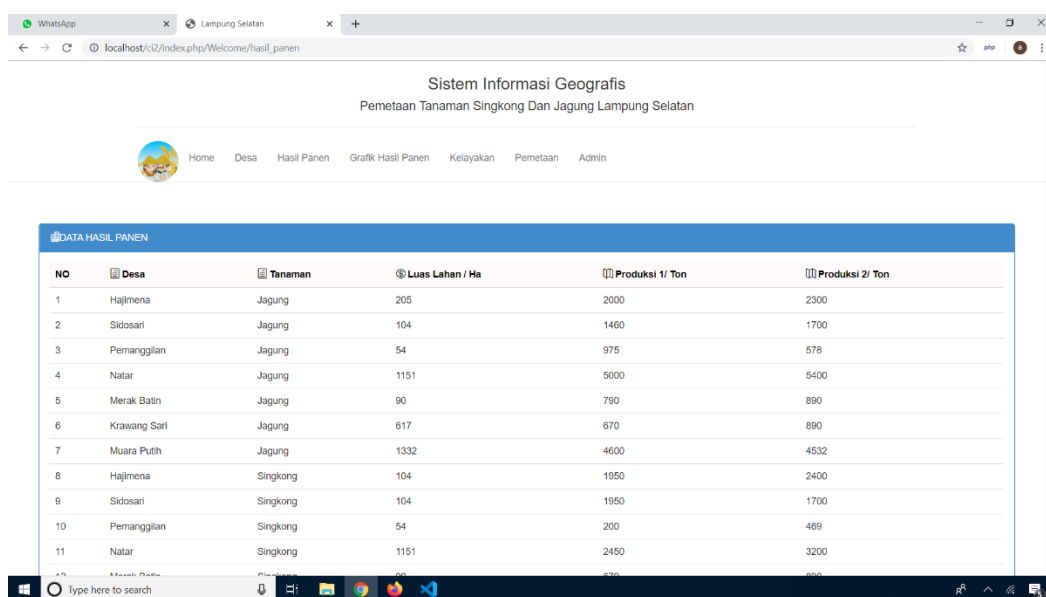 WhatsApp Lampung Selatan
localhost/ci2/index.php/Welcome/hasil_panen php a
Sistem Informasi Geografis
Pemetaan Tanaman Singkong Dan Jagung Lampung Selatan
Home Desa Hasil Panen Grafik Hasil Panen Kelayakan Pemetaan Admin
DATA HASIL PANEN
NO Desa Tanaman Luas Lahan / Ha Produksi 1/ Ton Produksi 2/ Ton
1 Hajimena Jagung 205 2000 2300
2 Sidosari Jagung 104 1460 1700
3 Pemanggilan Jagung 54 975 578
4 Natar Jagung 1151 5000 5400
5 Merak Batin Jagung 90 790 890
6 Krawang Sari Jagung 617 670 890
7 Muara Putih Jagung 1332 4600 4532
8 Hajimena Singkong 104 1950 2400
9 Sidosari Singkong 104 1950 1700
10 Pemanggilan Singkong 54 200 469
11 Natar Singkong 1151 2450 3200
12 Merak Batin Singkong 90
Type here to search